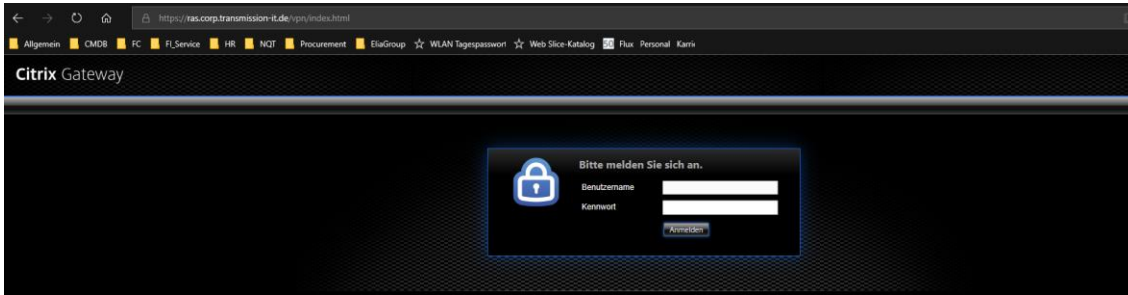 https://ras.corp.transmission-it.de/vpn/index.html
Allgemein CMDB FC FI_Service HR NQT Procurement EliaGroup WLAN Tagespasswort Web Slice-Katalog SO Flux Personal Karri
Citrix Gateway
Bitte melden Sie sich an.
Benutzername
Kennwort
Anmelden